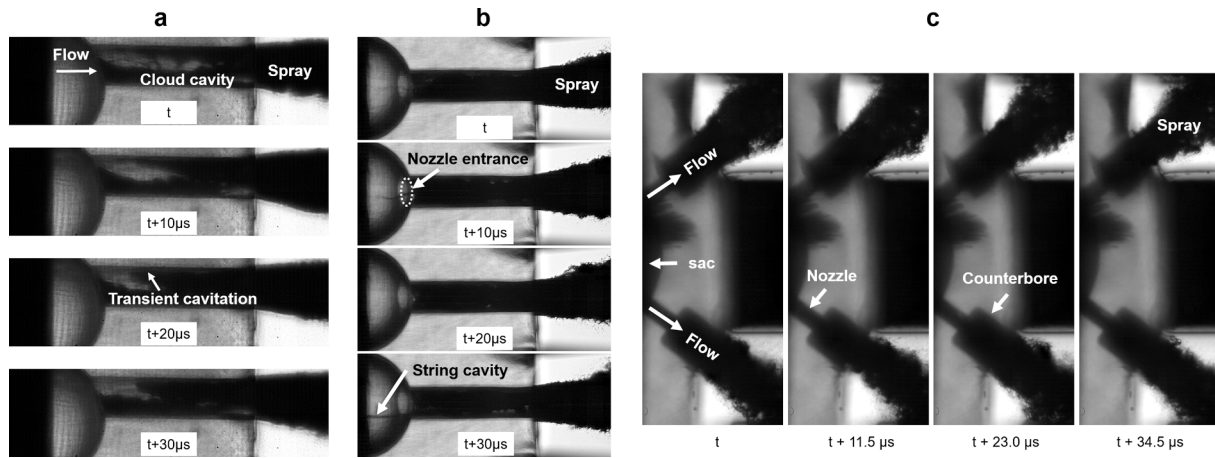 a
Flow
Cloud cavity
Spray
t
t+10µs
Transient cavitation
t+20µs
t+30µs
b
Spray
t
Nozzle entrance
t+10µs
t+20µs
String cavity
t+30µs
c
Flow
sac
Flow
Nozzle
Counterbore
Spray
t
t + 11.5 µs
t + 23.0 µs
t + 34.5 µs